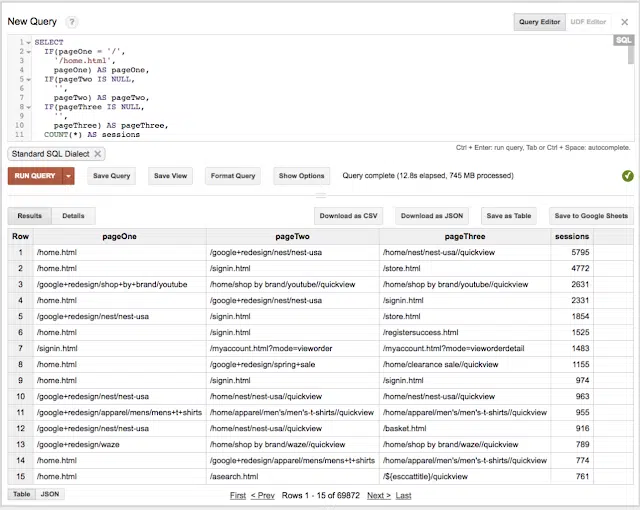 New Query ?
Query Editor UDF Editor ×
1 SELECT SQL
2 IF(pageOne = '/',
3 '/home.html',
4 pageOne) AS pageOne,
5 IF(pageTwo IS NULL,
6 '',
7 pageTwo) AS pageTwo,
8 IF(pageThree IS NULL,
9 '',
10 pageThree) AS pageThree,
11 COUNT(*) AS sessions
Ctrl + Enter: run query, Tab or Ctrl + Space: autocomplete.
Standard SQL Dialect ×
RUN QUERY Save Query Save View Format Query Show Options Query complete (12.8s elapsed, 745 MB processed)
Results Details Download as CSV Download as JSON Save as Table Save to Google Sheets
Row pageOne pageTwo pageThree sessions
1 /home.html /google+redesign/nest/nest-usa /home/nest/nest-usa//quickview 5795
2 /home.html /signin.html /store.html 4772
3 /google+redesign/shop+by+brand/youtube /home/shop by brand/youtube//quickview /home/shop by brand/youtube//quickview 2631
4 /home.html /google+redesign/nest/nest-usa /signin.html 2331
5 /google+redesign/nest/nest-usa /signin.html /store.html 1854
6 /home.html /signin.html /registersuccess.html 1525
7 /signin.html /myaccount.html?mode=vieworder /myaccount.html?mode=vieworderdetail 1483
8 /home.html /google+redesign/spring+sale /home/clearance sale//quickview 1155
9 /home.html /signin.html /signin.html 974
10 /google+redesign/nest/nest-usa /home/nest/nest-usa//quickview /home/nest/nest-usa//quickview 963
11 /google+redesign/apparel/mens/mens+t+shirts /home/apparel/men's/men's-t-shirts//quickview /home/apparel/men's/men's-t-shirts//quickview 955
12 /google+redesign/nest/nest-usa /home/nest/nest-usa//quickview /basket.html 916
13 /google+redesign/waze /home/shop by brand/waze//quickview /home/shop by brand/waze//quickview 789
14 /home.html /google+redesign/apparel/mens/mens+t+shirts /home/apparel/men's/men's-t-shirts//quickview 774
15 /home.html /asearch.html /${esccattitle}/quickview 761
Table JSON First < Prev Rows 1 - 15 of 69872 Next > Last